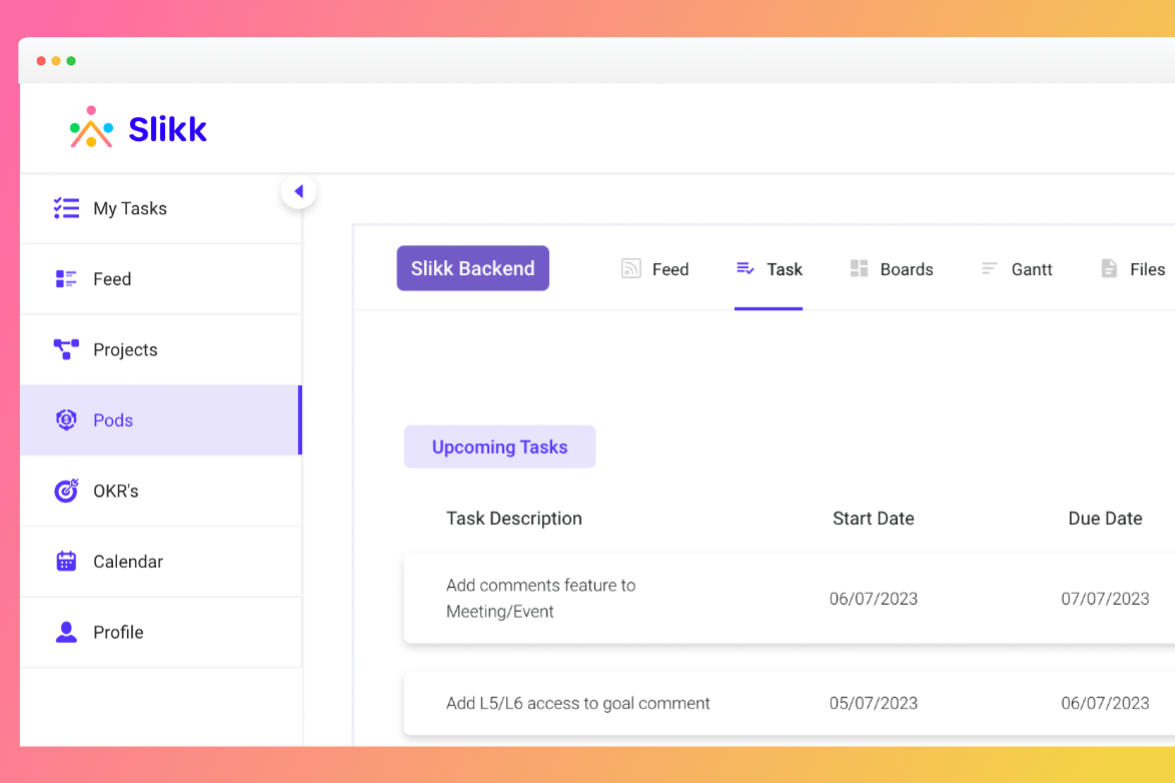 Slikk
My Tasks
Feed
Projects
Pods
OKR's
Calendar
Profile
Slikk Backend
Feed
Task
Boards
Gantt
Files
Upcoming Tasks
Task Description Start Date Due Date
Add comments feature to
Meeting/Event
06/07/2023 07/07/2023
Add L5/L6 access to goal comment 05/07/2023 06/07/2023